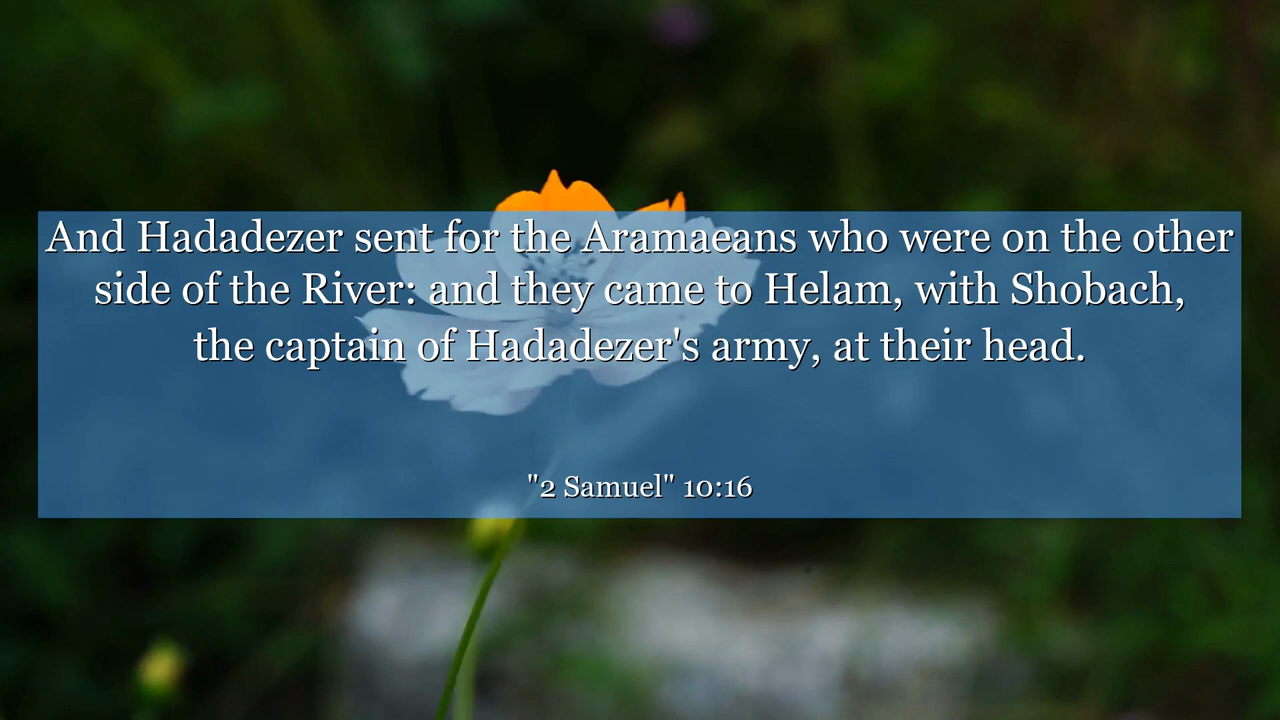 And Hadadezer sent for the Aramaeans who were on the other
side of the River: and they came to Helam, with Shobach,
the captain of Hadadezer's army, at their head.
"2 Samuel" 10:16